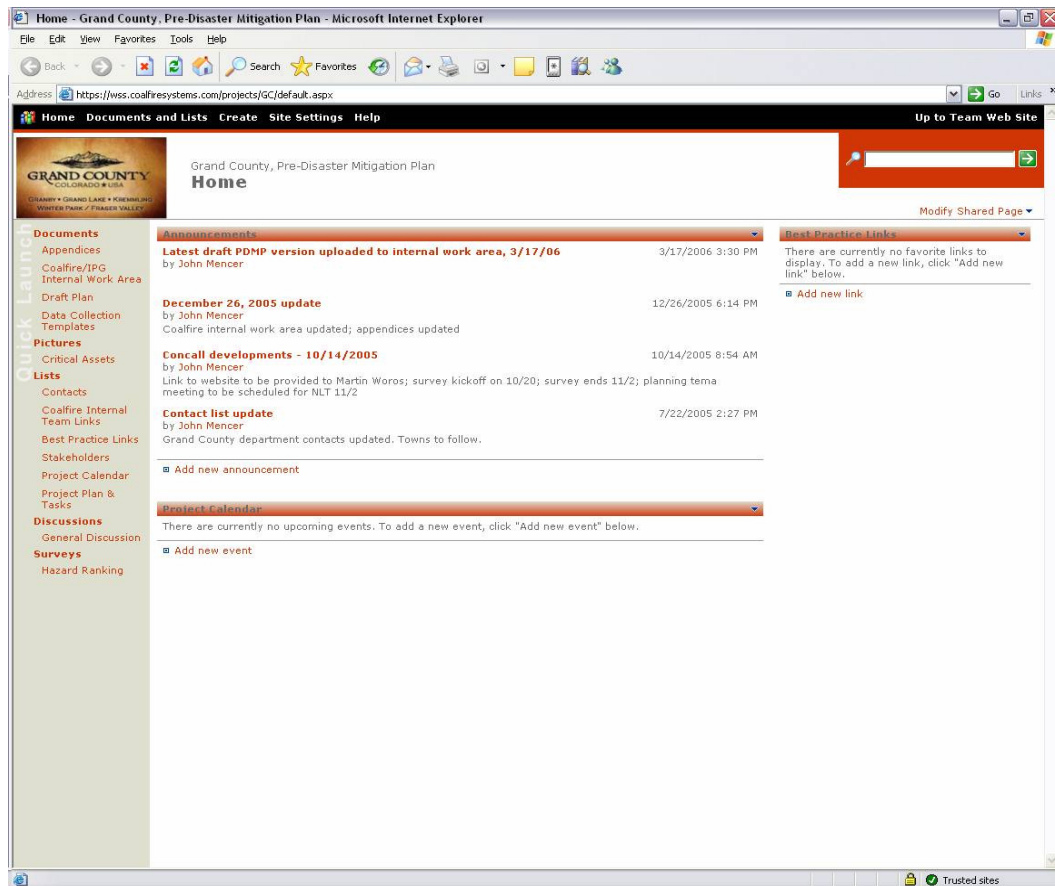 Home - Grand County, Pre-Disaster Mitigation Plan - Microsoft Internet Explorer
File Edit View Favorites Tools Help
Back Search Favorites
Address https://wss.coalfiresystems.com/projects/GC/default.aspx Go Links »
Home Documents and Lists Create Site Settings Help Up to Team Web Site
GRAND COUNTY
COLORADO ★ USA
GRANBY • GRAND LAKE • KREMMLING
WINTER PARK / FRASER VALLEY
Grand County, Pre-Disaster Mitigation Plan
Home
Modify Shared Page
Quick Launch
Documents
Appendices
Coalfire/IPG
Internal Work Area
Draft Plan
Data Collection
Templates
Pictures
Critical Assets
Lists
Contacts
Coalfire Internal
Team Links
Best Practice Links
Stakeholders
Project Calendar
Project Plan &
Tasks
Discussions
General Discussion
Surveys
Hazard Ranking
Announcements
Latest draft PDMP version uploaded to internal work area, 3/17/06 3/17/2006 3:30 PM
by John Mencer
December 26, 2005 update 12/26/2005 6:14 PM
by John Mencer
Coalfire internal work area updated; appendices updated
Concall developments - 10/14/2005 10/14/2005 8:54 AM
by John Mencer
Link to website to be provided to Martin Woros; survey kickoff on 10/20; survey ends 11/2; planning tema
meeting to be scheduled for NLT 11/2
Contact list update 7/22/2005 2:27 PM
by John Mencer
Grand County department contacts updated. Towns to follow.
Add new announcement
Project Calendar
There are currently no upcoming events. To add a new event, click "Add new event" below.
Add new event
Best Practice Links
There are currently no favorite links to
display. To add a new link, click "Add new
link" below.
Add new link
Trusted sites